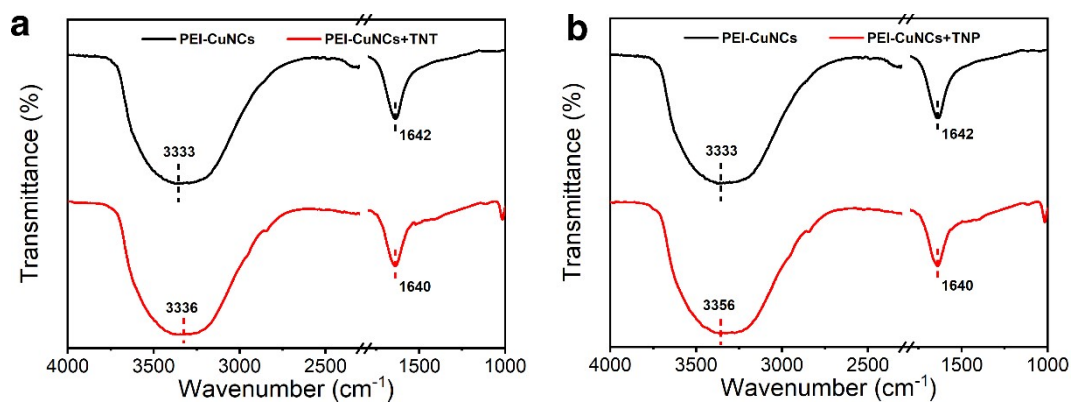 a
PEI-CuNCs
PEI-CuNCs+TNT
3333
1642
3336
1640
Transmittance (%)
4000 3500 3000 2500 1500 1000
Wavenumber (cm⁻¹)
b
PEI-CuNCs
PEI-CuNCs+TNP
3333
1642
3356
1640
Transmittance (%)
4000 3500 3000 2500 1500 1000
Wavenumber (cm⁻¹)